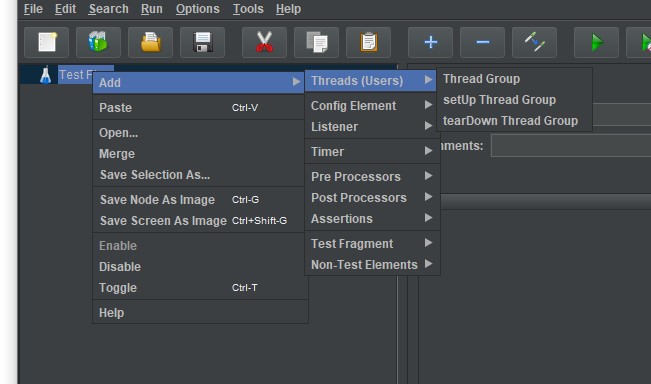 File Edit Search Run Options Tools Help
Test
Add
Paste Ctrl-V
Open...
Merge
Save Selection As...
Save Node As Image Ctrl-G
Save Screen As Image Ctrl+Shift-G
Enable
Disable
Toggle Ctrl-T
Help
Threads (Users)
Config Element
Listener
Timer
Pre Processors
Post Processors
Assertions
Test Fragment
Non-Test Elements
Thread Group
setUp Thread Group
tearDown Thread Group
mments: